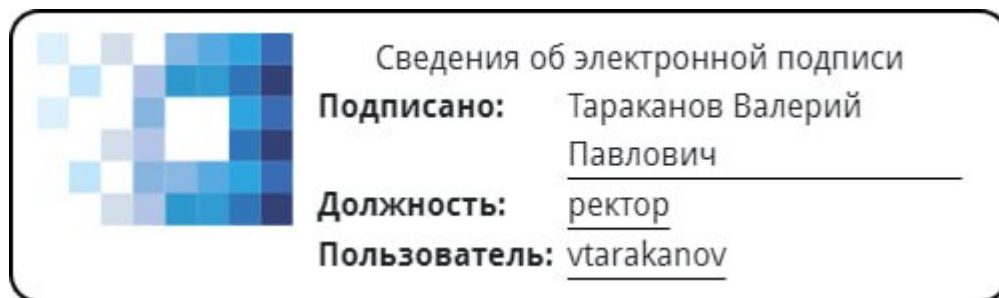 Сведения об электронной подписи
Подписано: Тараканов Валерий
Павлович
Должность: ректор
Пользователь: vtarakanov